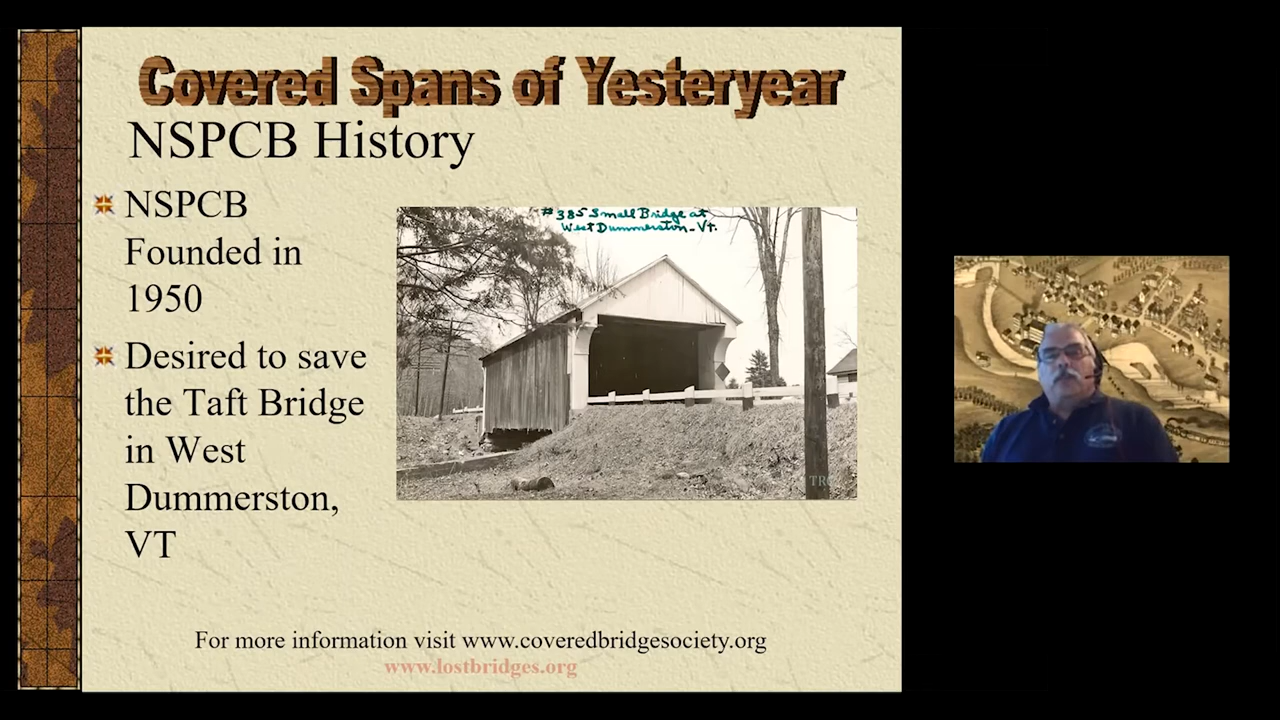 Covered Spans of Yesteryear
NSPCB History
NSPCB
Founded in
1950
Desired to save
the Taft Bridge
in West
Dummerston,
VT
#385 Small Bridge at
West Dummerston-Vt.
TR
For more information visit www.coveredbridgesociety.org
www.lostbridges.org